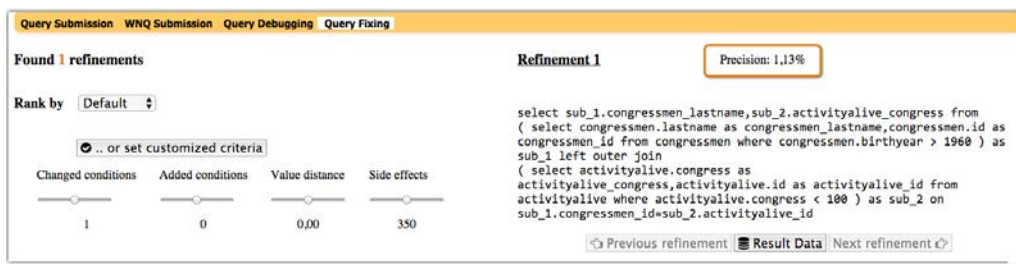 Query Submission WNQ Submission Query Debugging Query Fixing
Found 1 refinements
Rank by Default
.. or set customized criteria
Changed conditions Added conditions Value distance Side effects
1 0 0,00 350
Refinement 1 Precision: 1,13%
select sub_1.congressmen_lastname,sub_2.activityalive_congress from
( select congressmen.lastname as congressmen_lastname,congressmen.id as
congressmen_id from congressmen where congressmen.birthyear > 1960 ) as
sub_1 left outer join
( select activityalive.congress as
activityalive_congress,activityalive.id as activityalive_id from
activityalive where activityalive.congress < 100 ) as sub_2 on
sub_1.congressmen_id=sub_2.activityalive_id
Previous refinement Result Data Next refinement